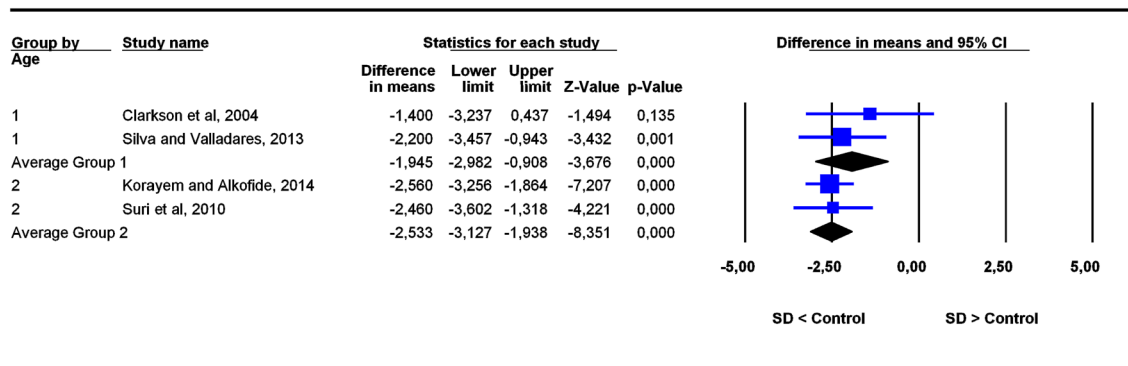 Group by Study name Statistics for each study Difference in means and 95% CI
Age
Difference Lower Upper
in means limit limit Z-Value p-Value
1 Clarkson et al, 2004 -1,400 -3,237 0,437 -1,494 0,135
1 Silva and Valladares, 2013 -2,200 -3,457 -0,943 -3,432 0,001
Average Group 1 -1,945 -2,982 -0,908 -3,676 0,000
2 Korayem and Alkofide, 2014 -2,560 -3,256 -1,864 -7,207 0,000
2 Suri et al, 2010 -2,460 -3,602 -1,318 -4,221 0,000
Average Group 2 -2,533 -3,127 -1,938 -8,351 0,000
-5,00 -2,50 0,00 2,50 5,00
SD < Control SD > Control